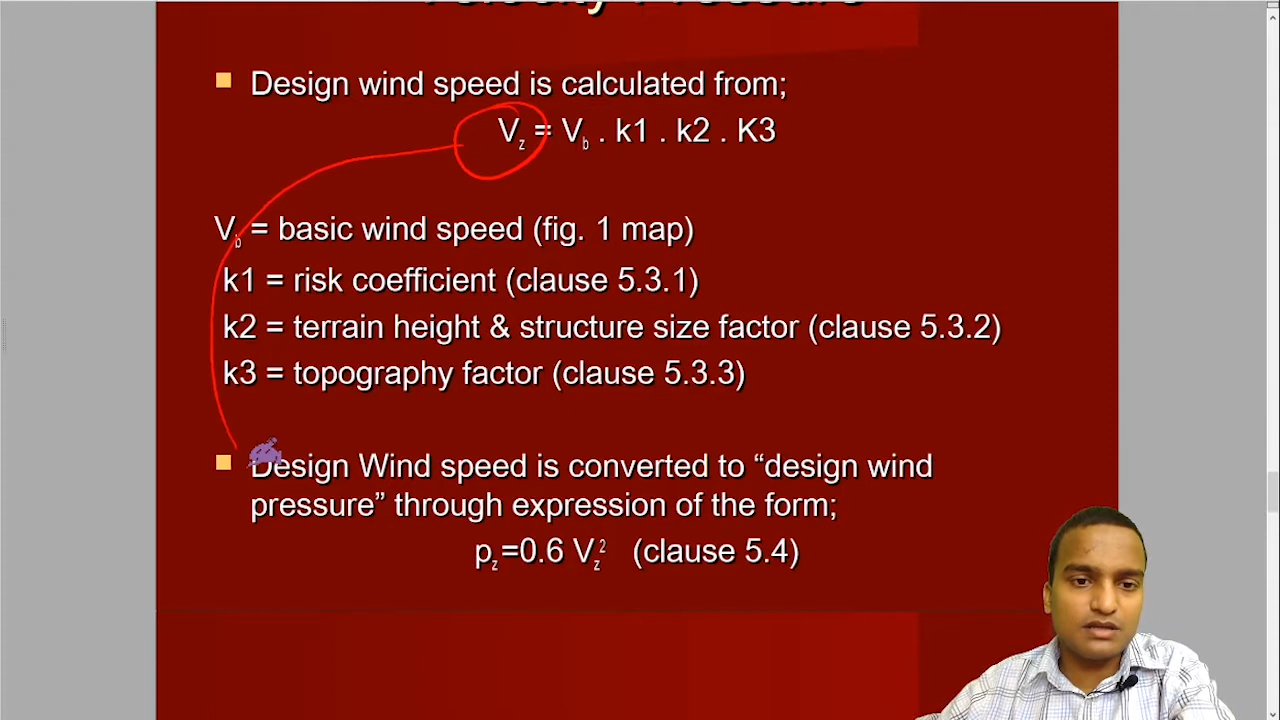 Design wind speed is calculated from;
Vz = Vb . k1 . k2 . K3
Vb = basic wind speed (fig. 1 map)
k1 = risk coefficient (clause 5.3.1)
k2 = terrain height & structure size factor (clause 5.3.2)
k3 = topography factor (clause 5.3.3)
Design Wind speed is converted to “design wind
pressure” through expression of the form;
pz=0.6 Vz² (clause 5.4)